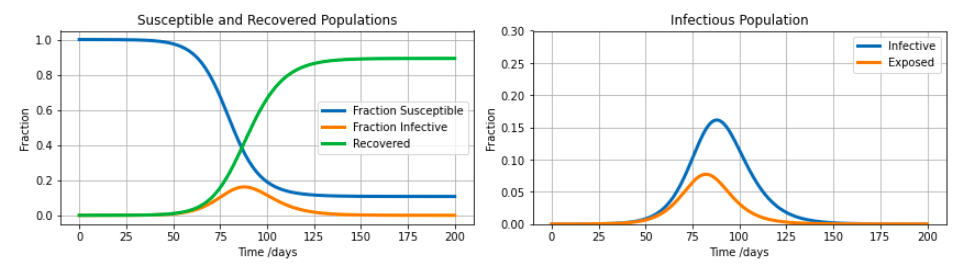 Susceptible and Recovered Populations
1.0
0.8
0.6
0.4
0.2
0.0
Fraction
Fraction Susceptible
Fraction Infective
Recovered
0 25 50 75 100 125 150 175 200
Time /days
Infectious Population
0.30
0.25
0.20
0.15
0.10
0.05
0.00
Fraction
Infective
Exposed
0 25 50 75 100 125 150 175 200
Time /days